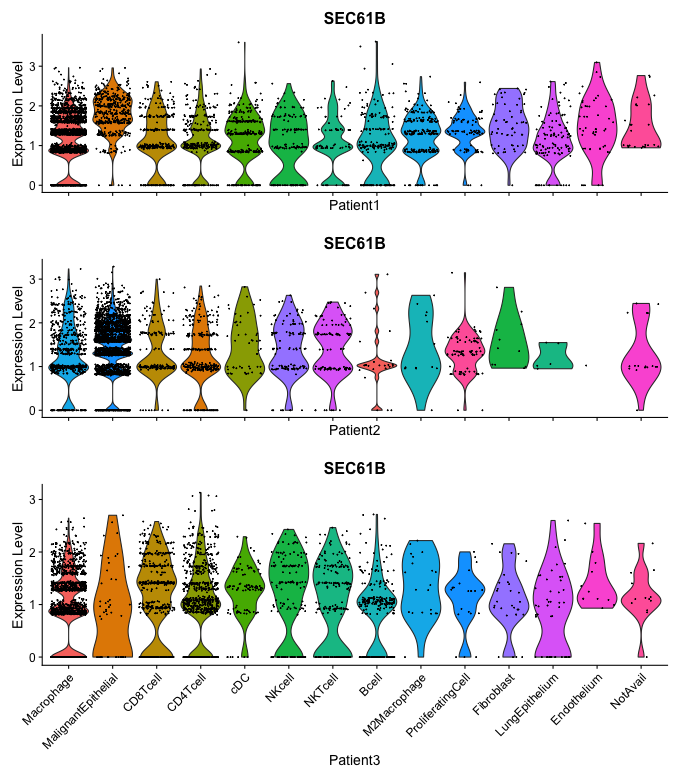 SEC61B
Expression Level
3
2
1
0
Patient1
SEC61B
Expression Level
3
2
1
0
Patient2
SEC61B
Expression Level
3
2
1
0
Macrophage
MalignantEpithelial
CD8Tcell
CD4Tcell
cDC
NKcell
NKTcell
Bcell
M2Macrophage
ProliferatingCell
Fibroblast
LungEpithelium
Endothelium
NotAvail
Patient3